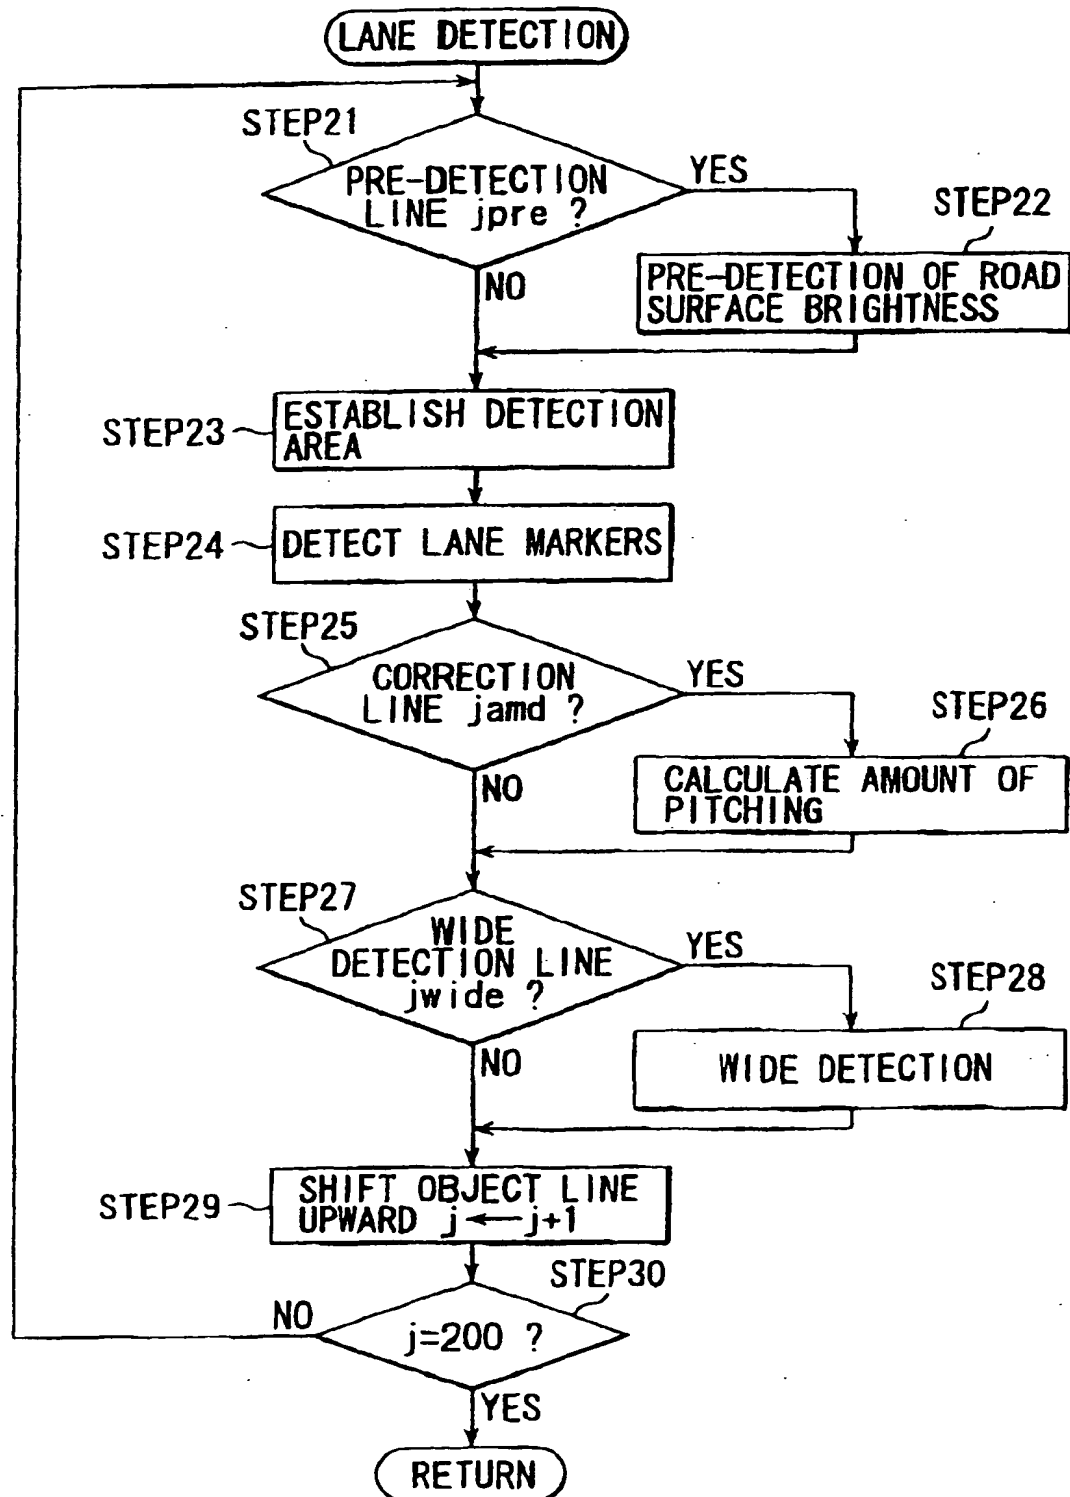 LANE DETECTION
STEP21
PRE-DETECTION
LINE jpre ?
YES
STEP22
PRE-DETECTION OF ROAD
SURFACE BRIGHTNESS
NO
STEP23
ESTABLISH DETECTION
AREA
STEP24
DETECT LANE MARKERS
STEP25
CORRECTION
LINE jamd ?
YES
STEP26
CALCULATE AMOUNT OF
PITCHING
NO
STEP27
WIDE
DETECTION LINE
jwide ?
YES
STEP28
WIDE DETECTION
NO
STEP29
SHIFT OBJECT LINE
UPWARD j ← j+1
STEP30
j=200 ?
NO
YES
RETURN